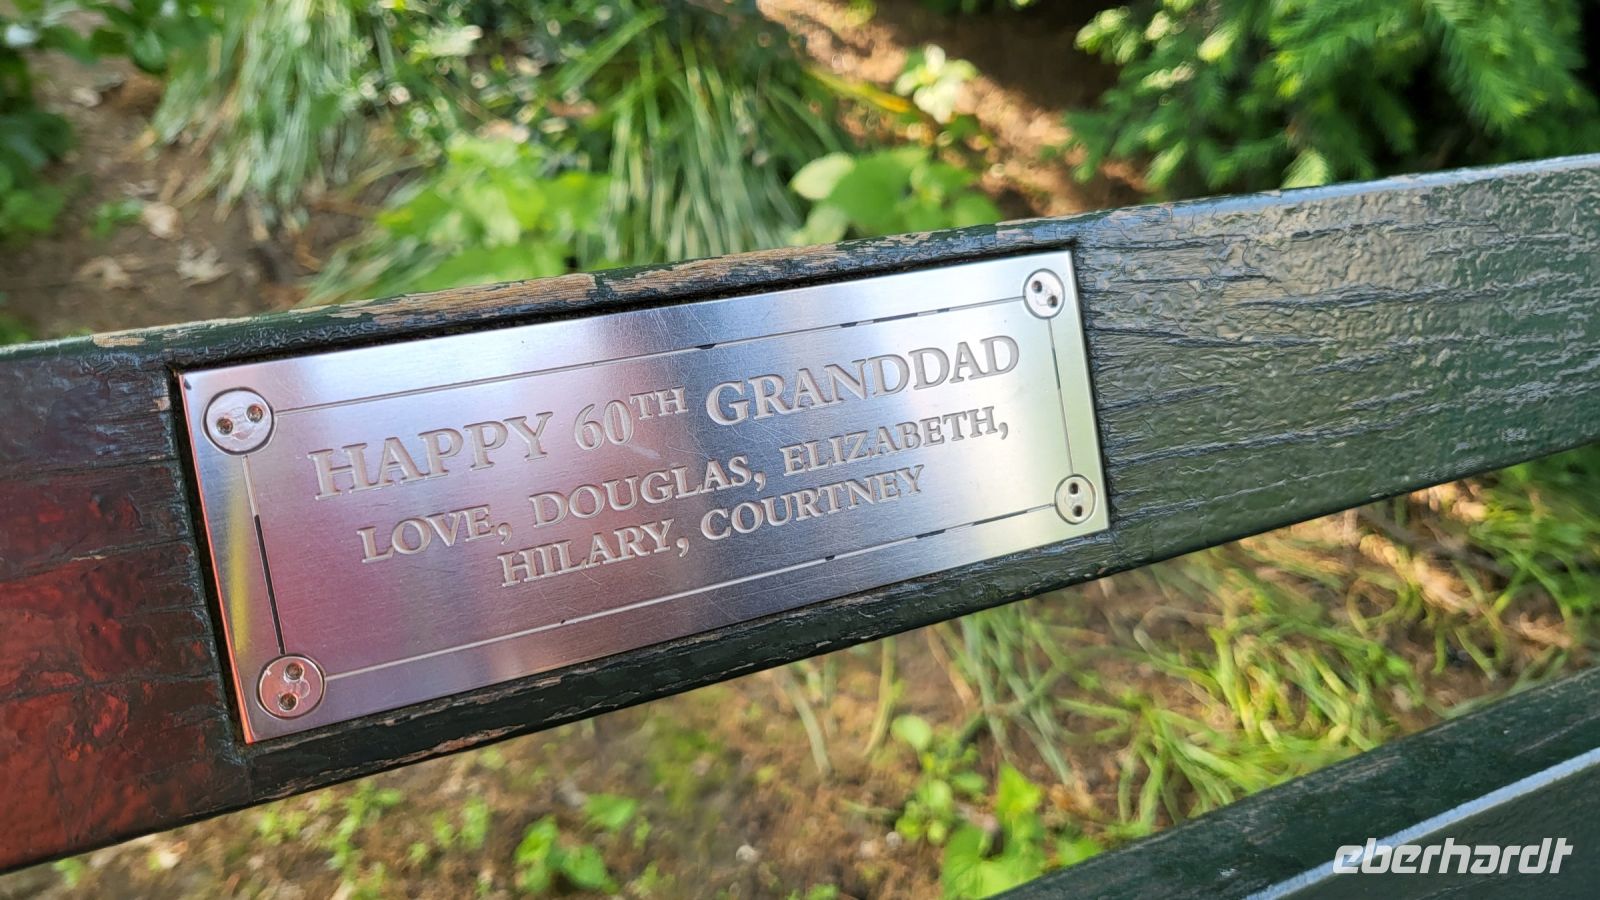 HAPPY 60TH GRANDDAD
LOVE, DOUGLAS, ELIZABETH,
HILARY, COURTNEY
eberhardt